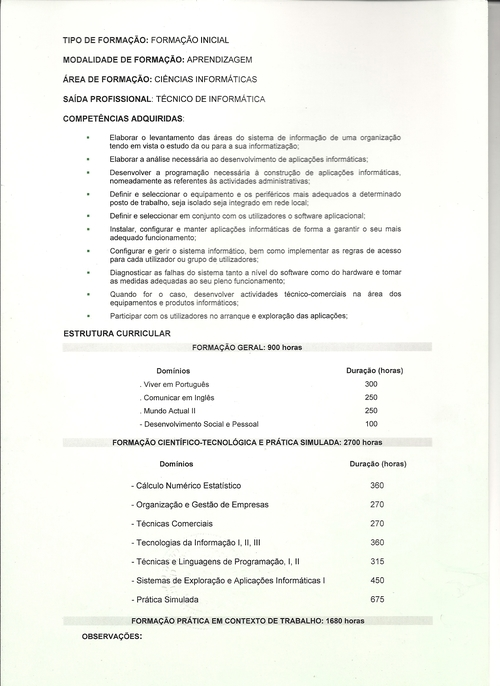 TIPO DE FORMAÇÃO: FORMAÇÃO INICIAL
MODALIDADE DE FORMAÇÃO: APRENDIZAGEM
ÁREA DE FORMAÇÃO: CIÊNCIAS INFORMÁTICAS
SAÍDA PROFISSIONAL: TÉCNICO DE INFORMÁTICA
COMPETÊNCIAS ADQUIRIDAS:
Elaborar o levantamento das áreas do sistema de informação de uma organização
tendo em vista o estudo da ou para a sua informatização;
Elaborar a análise necessária ao desenvolvimento de aplicações informáticas;
Desenvolver a programação necessária à construção de aplicações informáticas,
nomeadamente as referentes às actividades administrativas;
Definir e seleccionar o equipamento e os periféricos mais adequados a determinado
posto de trabalho, seja isolado seja integrado em rede local;
Definir e seleccionar em conjunto com os utilizadores o software aplicacional;
Instalar, configurar e manter aplicações informáticas de forma a garantir o seu mais
adequado funcionamento;
Configurar e gerir o sistema informático, bem como implementar as regras de acesso
para cada utilizador ou grupo de utilizadores;
Diagnosticar as falhas do sistema tanto a nível do software como do hardware e tomar
as medidas adequadas ao seu pleno funcionamento;
Quando for o caso, desenvolver actividades técnico-comerciais na área dos
equipamentos e produtos informáticos;
Participar com os utilizadores no arranque e exploração das aplicações;
ESTRUTURA CURRICULAR
FORMAÇÃO GERAL: 900 horas
Domínios Duração (horas)
. Viver em Português 300
. Comunicar em Inglês 250
. Mundo Actual II 250
- Desenvolvimento Social e Pessoal 100
FORMAÇÃO CIENTÍFICO-TECNOLÓGICA E PRÁTICA SIMULADA: 2700 horas
Domínios Duração (horas)
- Cálculo Numérico Estatístico 360
- Organização e Gestão de Empresas 270
- Técnicas Comerciais 270
- Tecnologias da Informação I, II, III 360
- Técnicas e Linguagens de Programação, I, II 315
- Sistemas de Exploração e Aplicações Informáticas I 450
- Prática Simulada 675
FORMAÇÃO PRÁTICA EM CONTEXTO DE TRABALHO: 1680 horas
OBSERVAÇÕES: